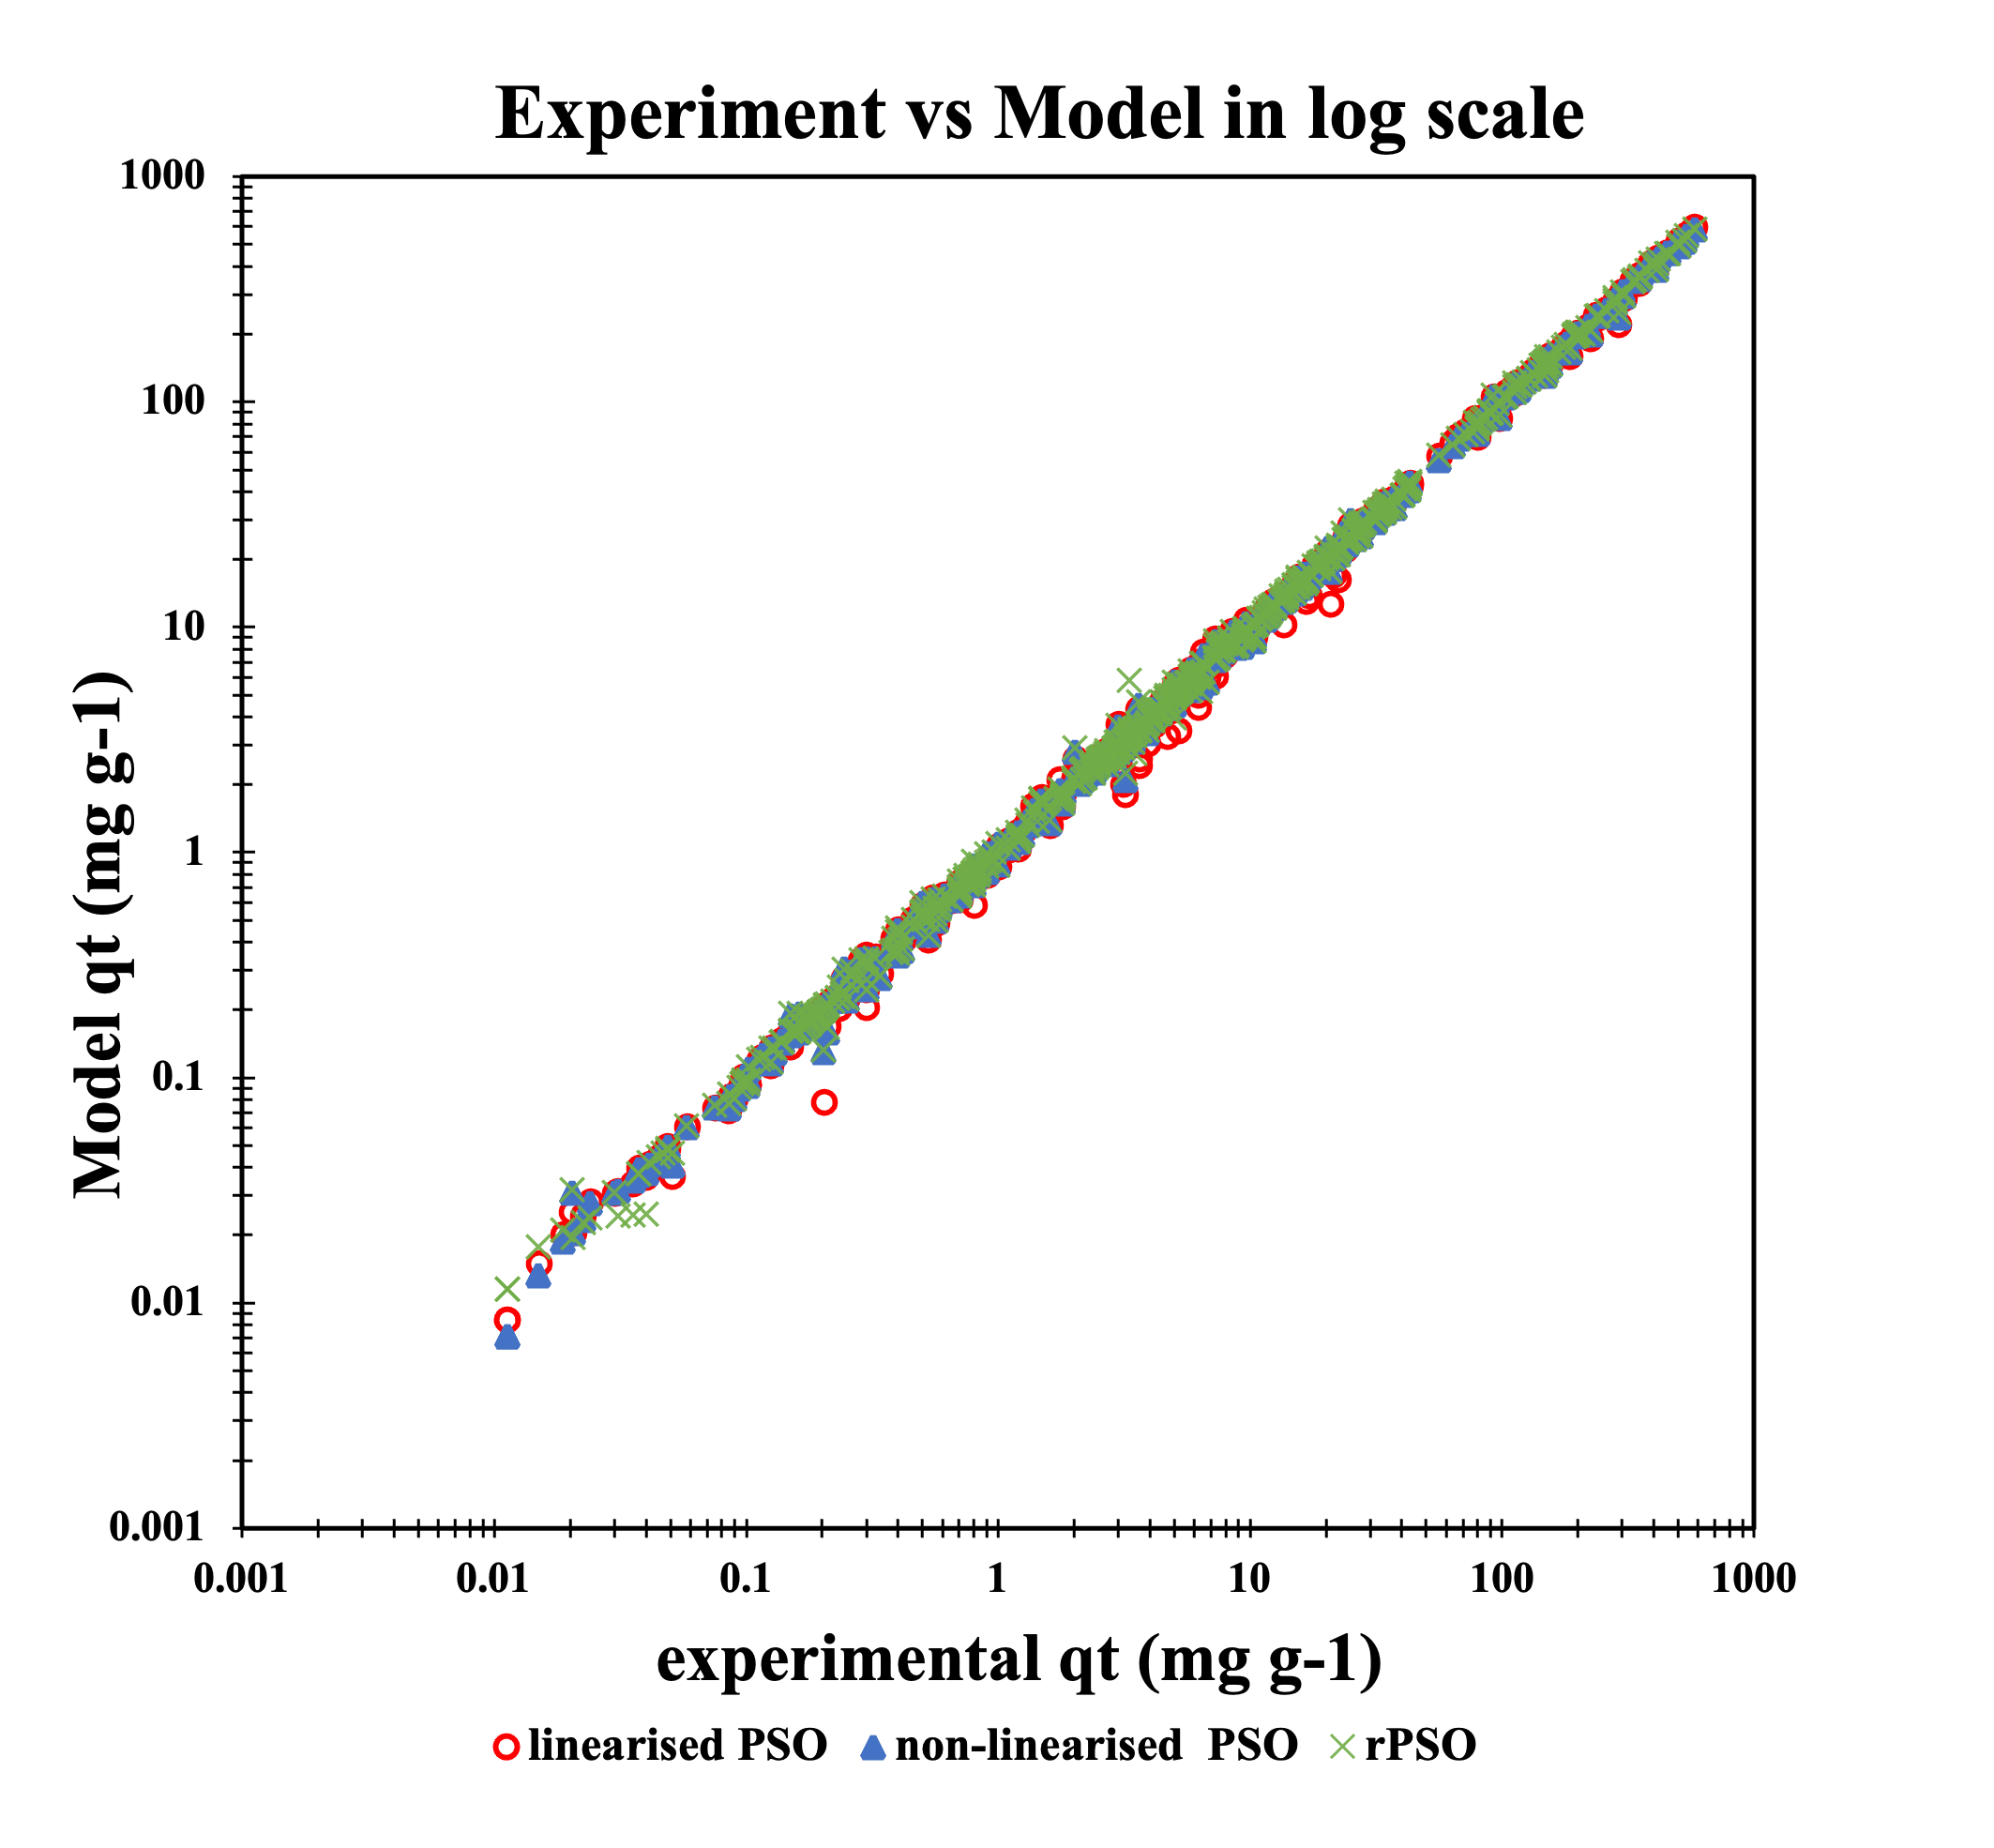 Experiment vs Model in log scale
1000
100
10
1
0.1
0.01
0.001
Model qt (mg g-1)
0.001 0.01 0.1 1 10 100 1000
experimental qt (mg g-1)
linearised PSO non-linearised PSO rPSO